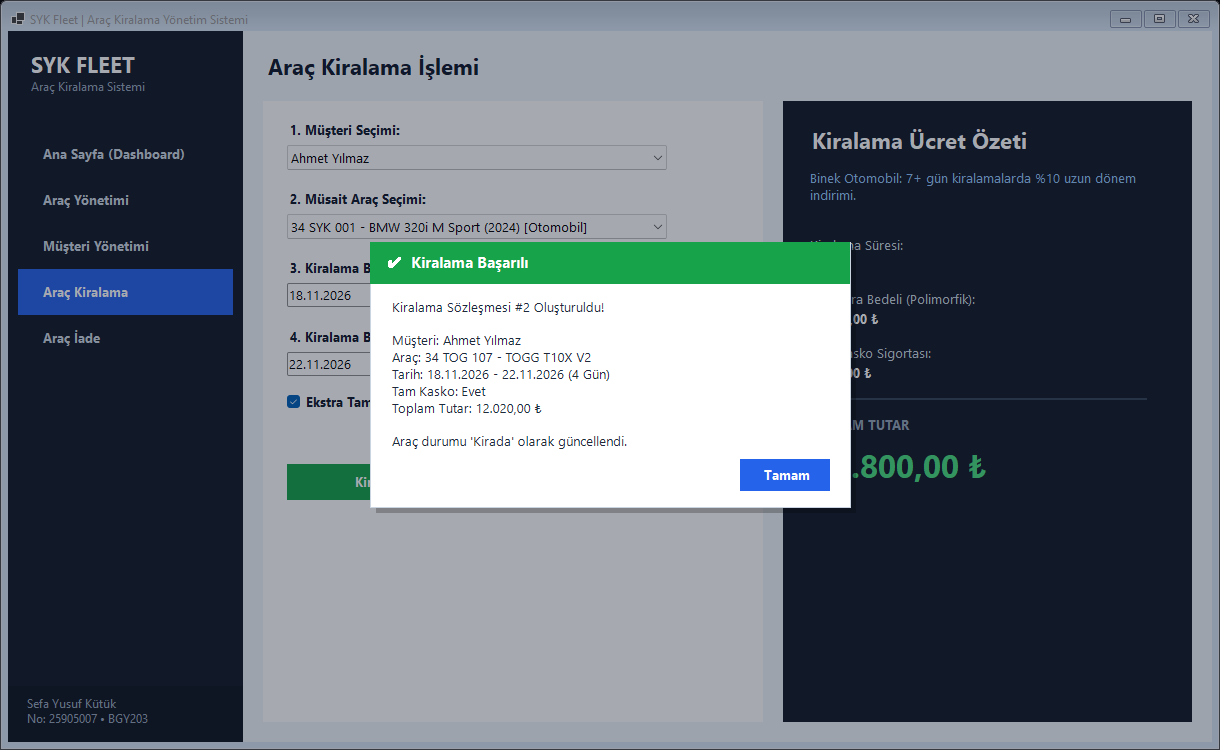 SYK Fleet | Araç Kiralama Yönetim Sistemi
SYK FLEET
Araç Kiralama Sistemi
Ana Sayfa (Dashboard)
Araç Yönetimi
Müşteri Yönetimi
Araç Kiralama
Araç İade
Sefa Yusuf Kütük
No: 25905007 • BGY203
Araç Kiralama İşlemi
1. Müşteri Seçimi:
Ahmet Yılmaz
2. Müsait Araç Seçimi:
34 SYK 001 - BMW 320i M Sport (2024) [Otomobil]
3. Kiralama B
18.11.2026
4. Kiralama B
22.11.2026
Ekstra Tam
Kir
Kiralama Başarılı
Kiralama Sözleşmesi #2 Oluşturuldu!
Müşteri: Ahmet Yılmaz
Araç: 34 TOG 107 - TOGG T10X V2
Tarih: 18.11.2026 - 22.11.2026 (4 Gün)
Tam Kasko: Evet
Toplam Tutar: 12.020,00 ₺
Araç durumu 'Kirada' olarak güncellendi.
Tamam
Kiralama Ücret Özeti
Binek Otomobil: 7+ gün kiralamalarda %10 uzun dönem
indirimi.
Süresi:
ra Bedeli (Polimorfik):
,00 ₺
asko Sigortası:
00 ₺
M TUTAR
.800,00 ₺